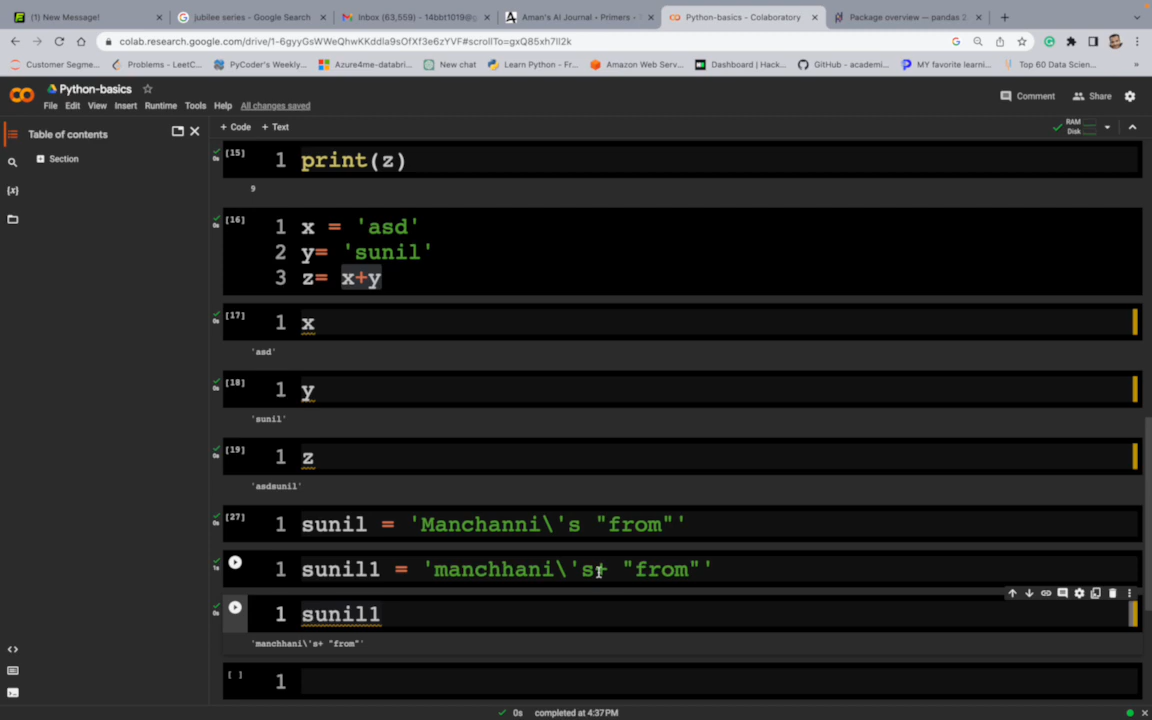 (1) New Message!
jubilee series - Google Search
Inbox (63,559) - 14bbt1019@
Aman's AI Journal • Primers •
Python-basics - Colaboratory
Package overview — pandas 2
colab.research.google.com/drive/1-6gyyGsWWeQhwKKddla9sOfXf3e6zYVF#scrollTo=gxQ85xh7Il2k
Customer Segme...
Problems - LeetC...
PyCoder's Weekly...
Azure4me-databri...
New chat
Learn Python - Fr...
Amazon Web Serv...
Dashboard | Hack...
GitHub - academi...
MY favorite learni...
Top 60 Data Scien...
»
Python-basics
File Edit View Insert Runtime Tools Help All changes saved
Comment
Share
Table of contents
Section
+ Code + Text
RAM
Disk
[15]
1 print(z)
9
[16]
1 x = 'asd'
2 y= 'sunil'
3 z= x+y
[17]
1 x
'asd'
[18]
1 y
'sunil'
[19]
1 z
'asdsunil'
[27]
1 sunil = 'Manchanni\'s "from"'
1 sunil1 = 'manchhani\'s+ "from"'
1 sunil1
'manchhani\'s+ "from"'
[ ]
1
0s completed at 4:37PM